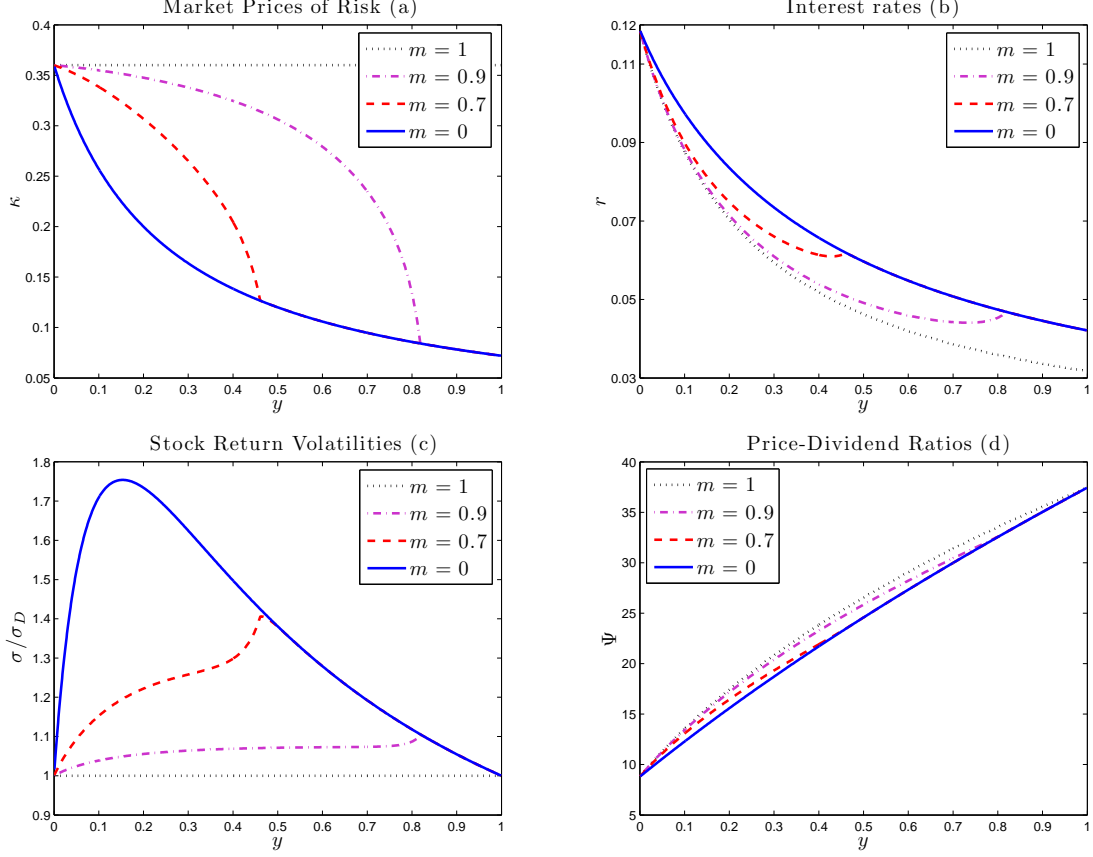 Market Prices of Risk (a)
0.4
0.35
0.3
0.25
0.2
0.15
0.1
0.05
κ
0 0.1 0.2 0.3 0.4 0.5 0.6 0.7 0.8 0.9 1
y
m = 1
m = 0.9
m = 0.7
m = 0
Interest rates (b)
0.12
0.11
0.09
0.07
0.05
0.03
r
0 0.1 0.2 0.3 0.4 0.5 0.6 0.7 0.8 0.9 1
y
m = 1
m = 0.9
m = 0.7
m = 0
Stock Return Volatilities (c)
1.8
1.7
1.6
1.5
1.4
1.3
1.2
1.1
1
0.9
σ/σD
0 0.1 0.2 0.3 0.4 0.5 0.6 0.7 0.8 0.9 1
y
m = 1
m = 0.9
m = 0.7
m = 0
Price-Dividend Ratios (d)
40
35
30
25
20
15
10
5
Ψ
0 0.1 0.2 0.3 0.4 0.5 0.6 0.7 0.8 0.9 1
y
m = 1
m = 0.9
m = 0.7
m = 0